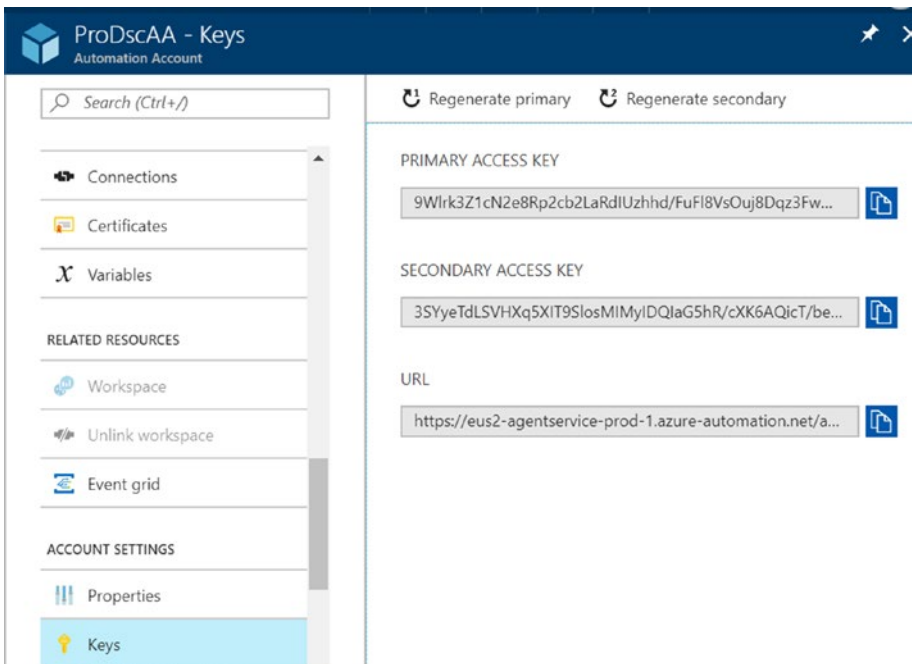 ProDscAA - Keys
Automation Account
Search (Ctrl+/)
Connections
Certificates
Variables
RELATED RESOURCES
Workspace
Unlink workspace
Event grid
ACCOUNT SETTINGS
Properties
Keys
Regenerate primary
Regenerate secondary
PRIMARY ACCESS KEY
9Wlrk3Z1cN2e8Rp2cb2LaRdIUzhhd/FuFl8VsOuj8Dqz3Fw...
SECONDARY ACCESS KEY
3SYyeTdLSVHXq5XIT9SlosMIMyIDQIaG5hR/cXK6AQicT/be...
URL
https://eus2-agentservice-prod-1.azure-automation.net/a...